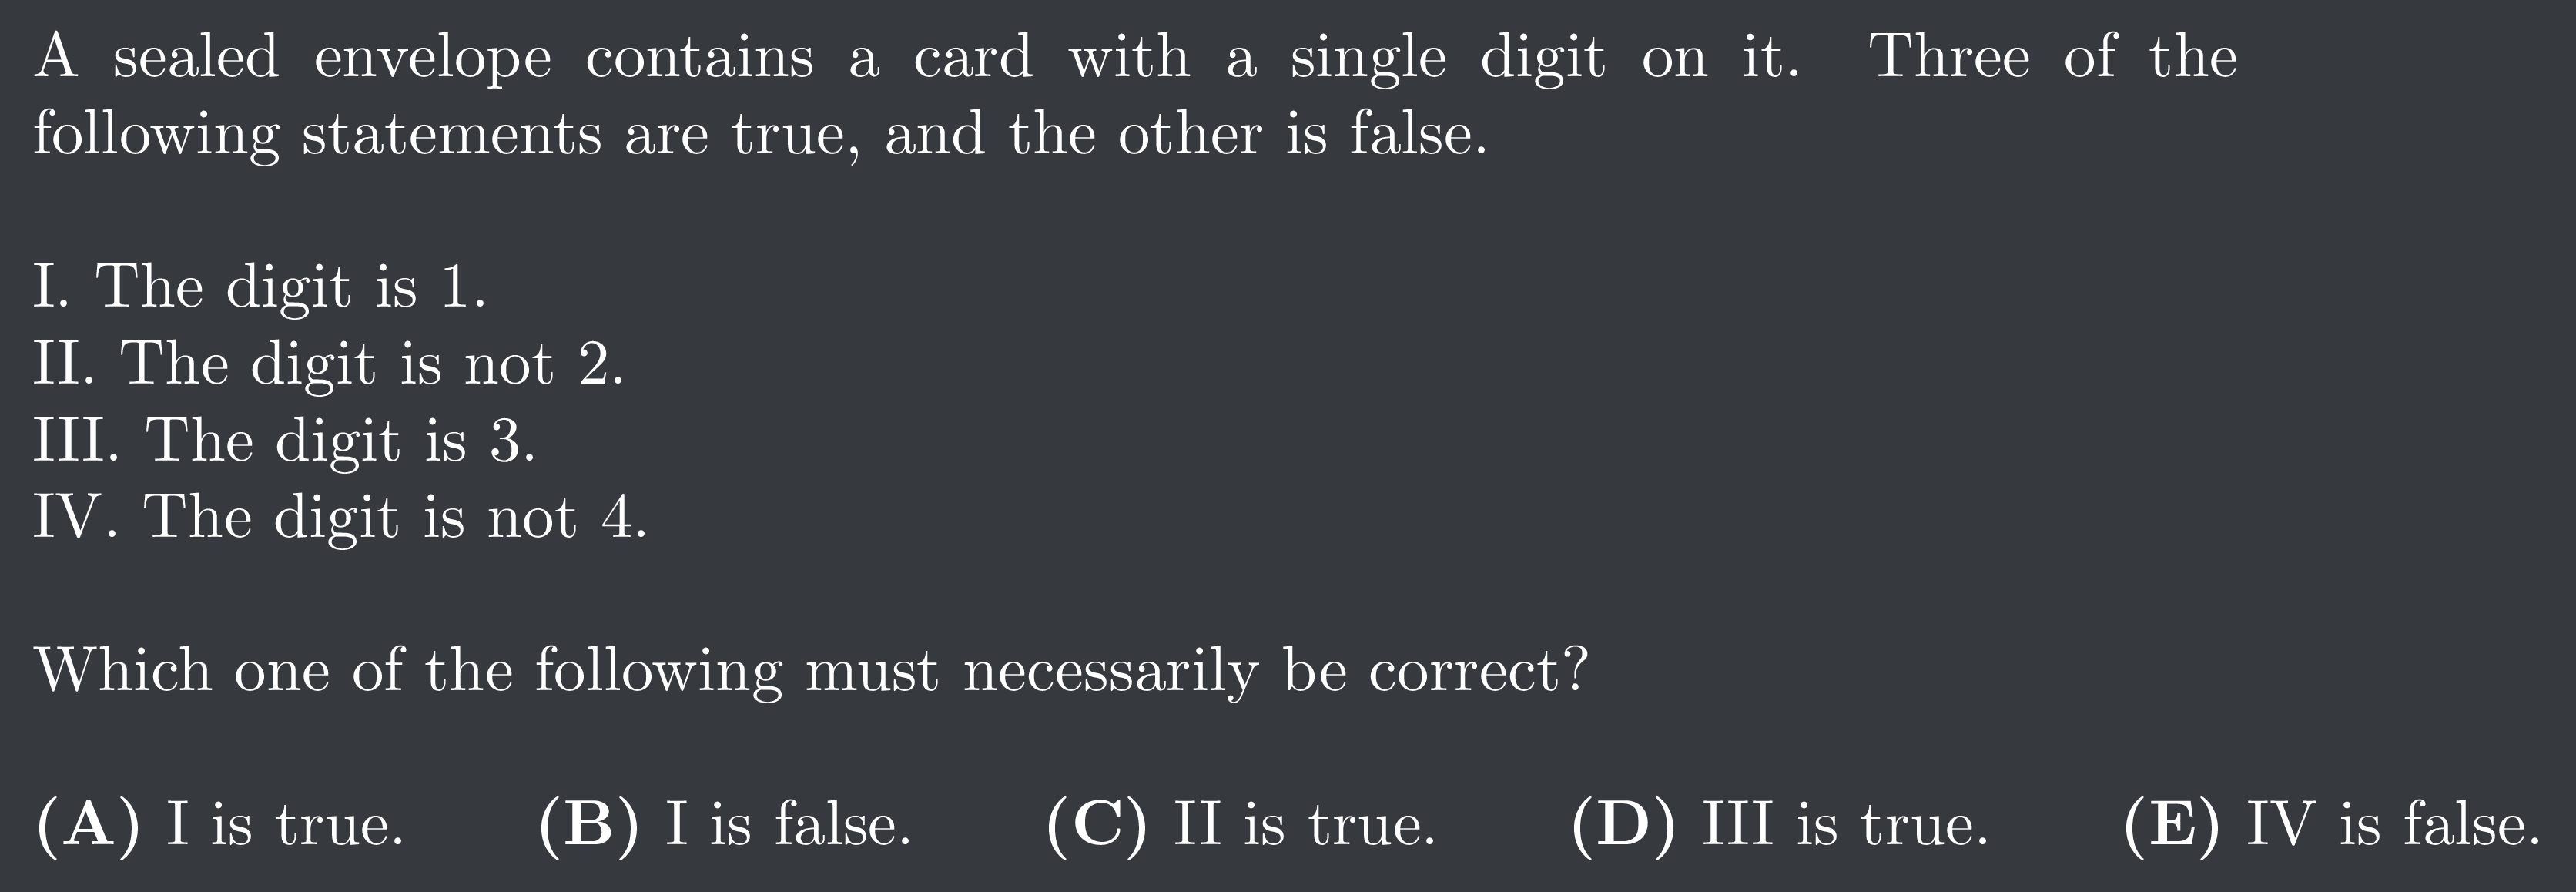 A sealed envelope contains a card with a single digit on it. Three of the
following statements are true, and the other is false.
I. The digit is 1.
II. The digit is not 2.
III. The digit is 3.
IV. The digit is not 4.
Which one of the following must necessarily be correct?
(A) I is true. (B) I is false. (C) II is true. (D) III is true. (E) IV is false.